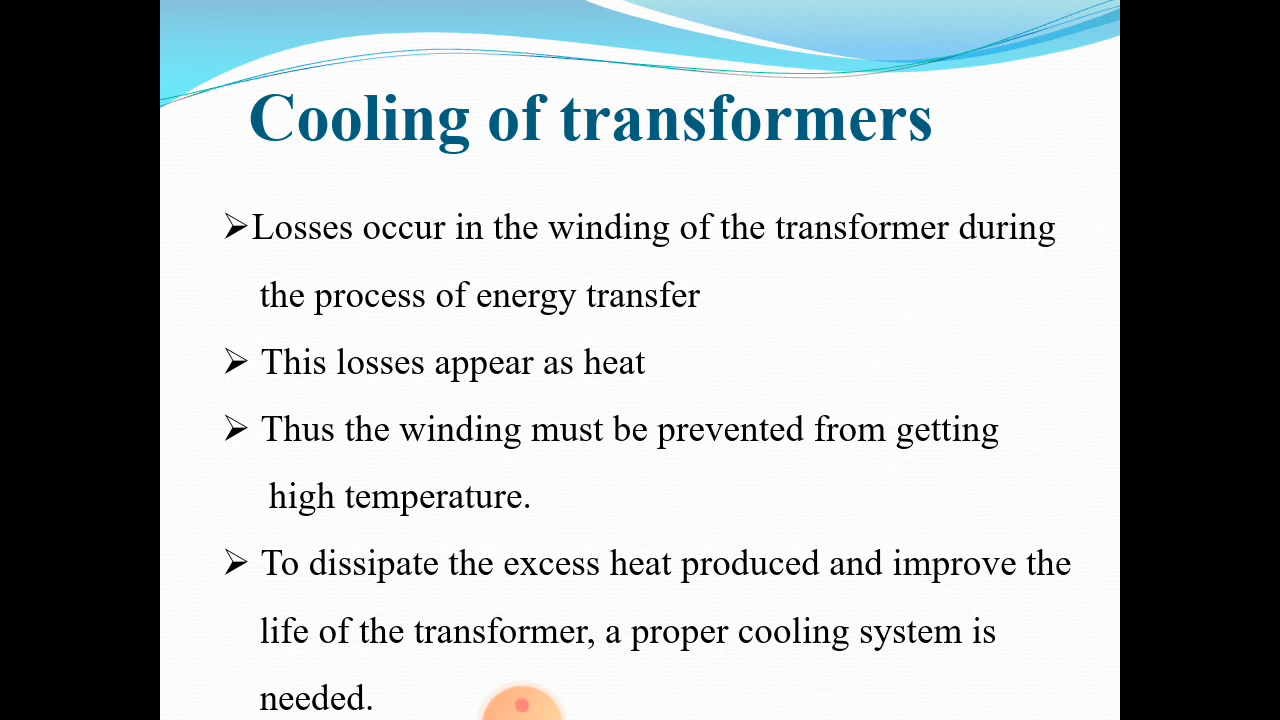 Cooling of transformers
➢Losses occur in the winding of the transformer during
the process of energy transfer
➢ This losses appear as heat
➢ Thus the winding must be prevented from getting
high temperature.
➢ To dissipate the excess heat produced and improve the
life of the transformer, a proper cooling system is
needed.